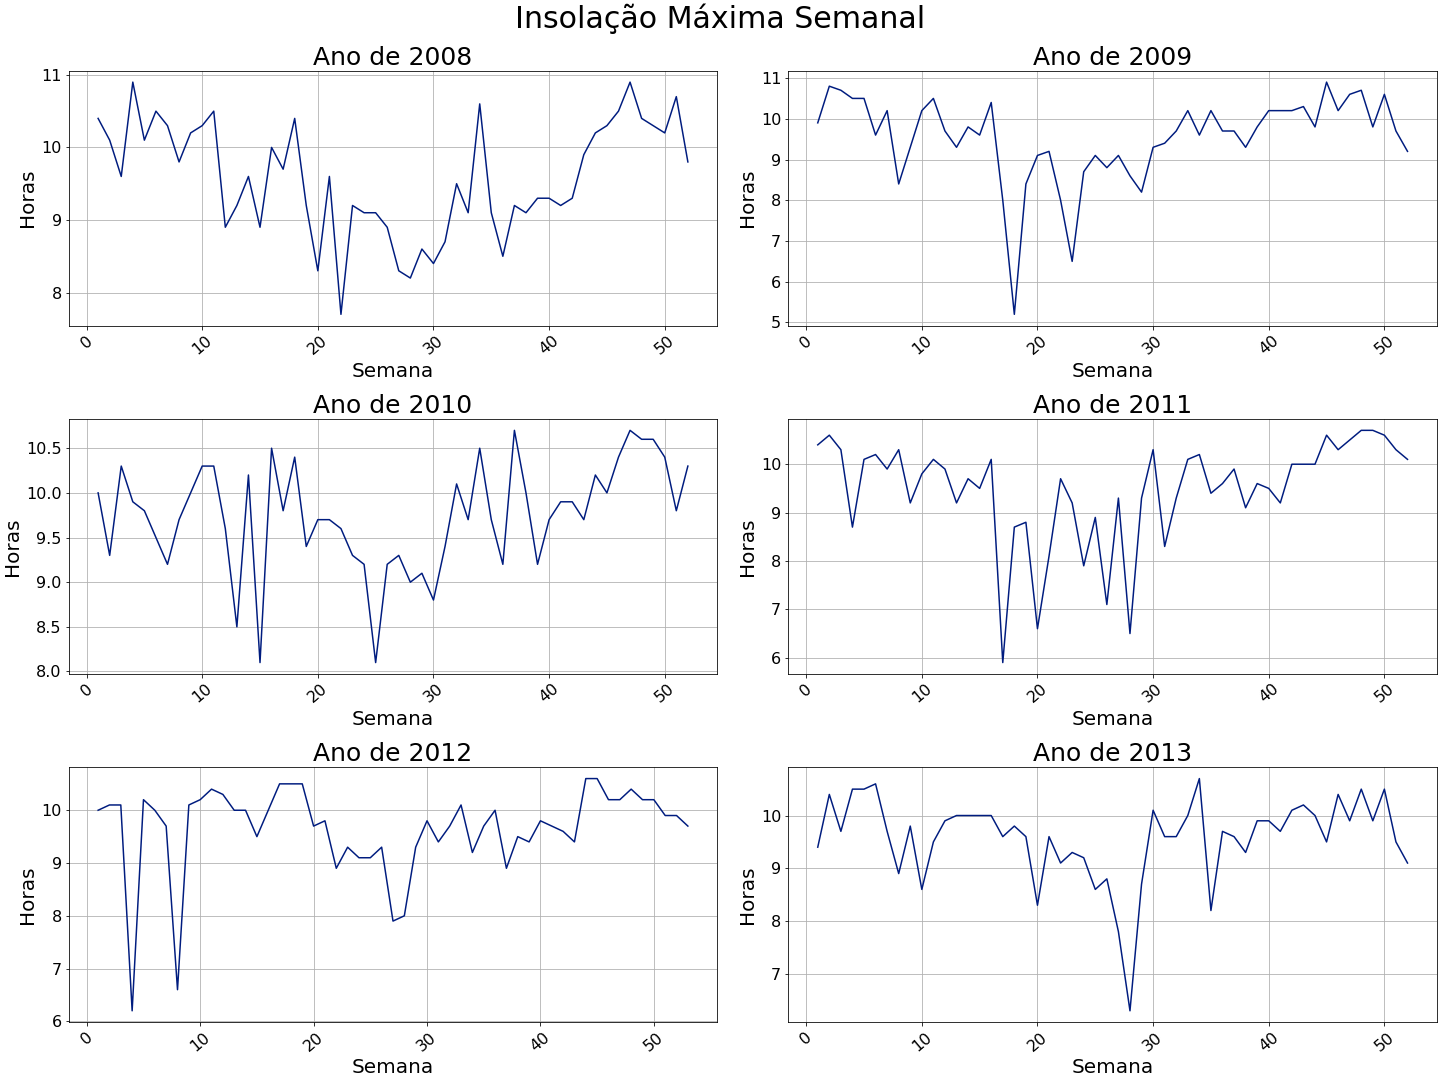 Insolação Máxima Semanal
Ano de 2008
Horas
11
10
9
8
0 10 20 30 40 50
Semana
Ano de 2009
Horas
11
10
9
8
7
6
5
0 10 20 30 40 50
Semana
Ano de 2010
Horas
10.5
10.0
9.5
9.0
8.5
8.0
0 10 20 30 40 50
Semana
Ano de 2011
Horas
10
9
8
7
6
0 10 20 30 40 50
Semana
Ano de 2012
Horas
10
9
8
7
6
0 10 20 30 40 50
Semana
Ano de 2013
Horas
10
9
8
7
0 10 20 30 40 50
Semana